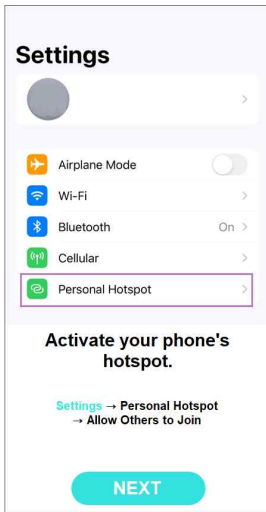 Settings
Airplane Mode
Wi-Fi
Bluetooth On
Cellular
Personal Hotspot
Activate your phone's
hotspot.
Settings → Personal Hotspot
→ Allow Others to Join
NEXT